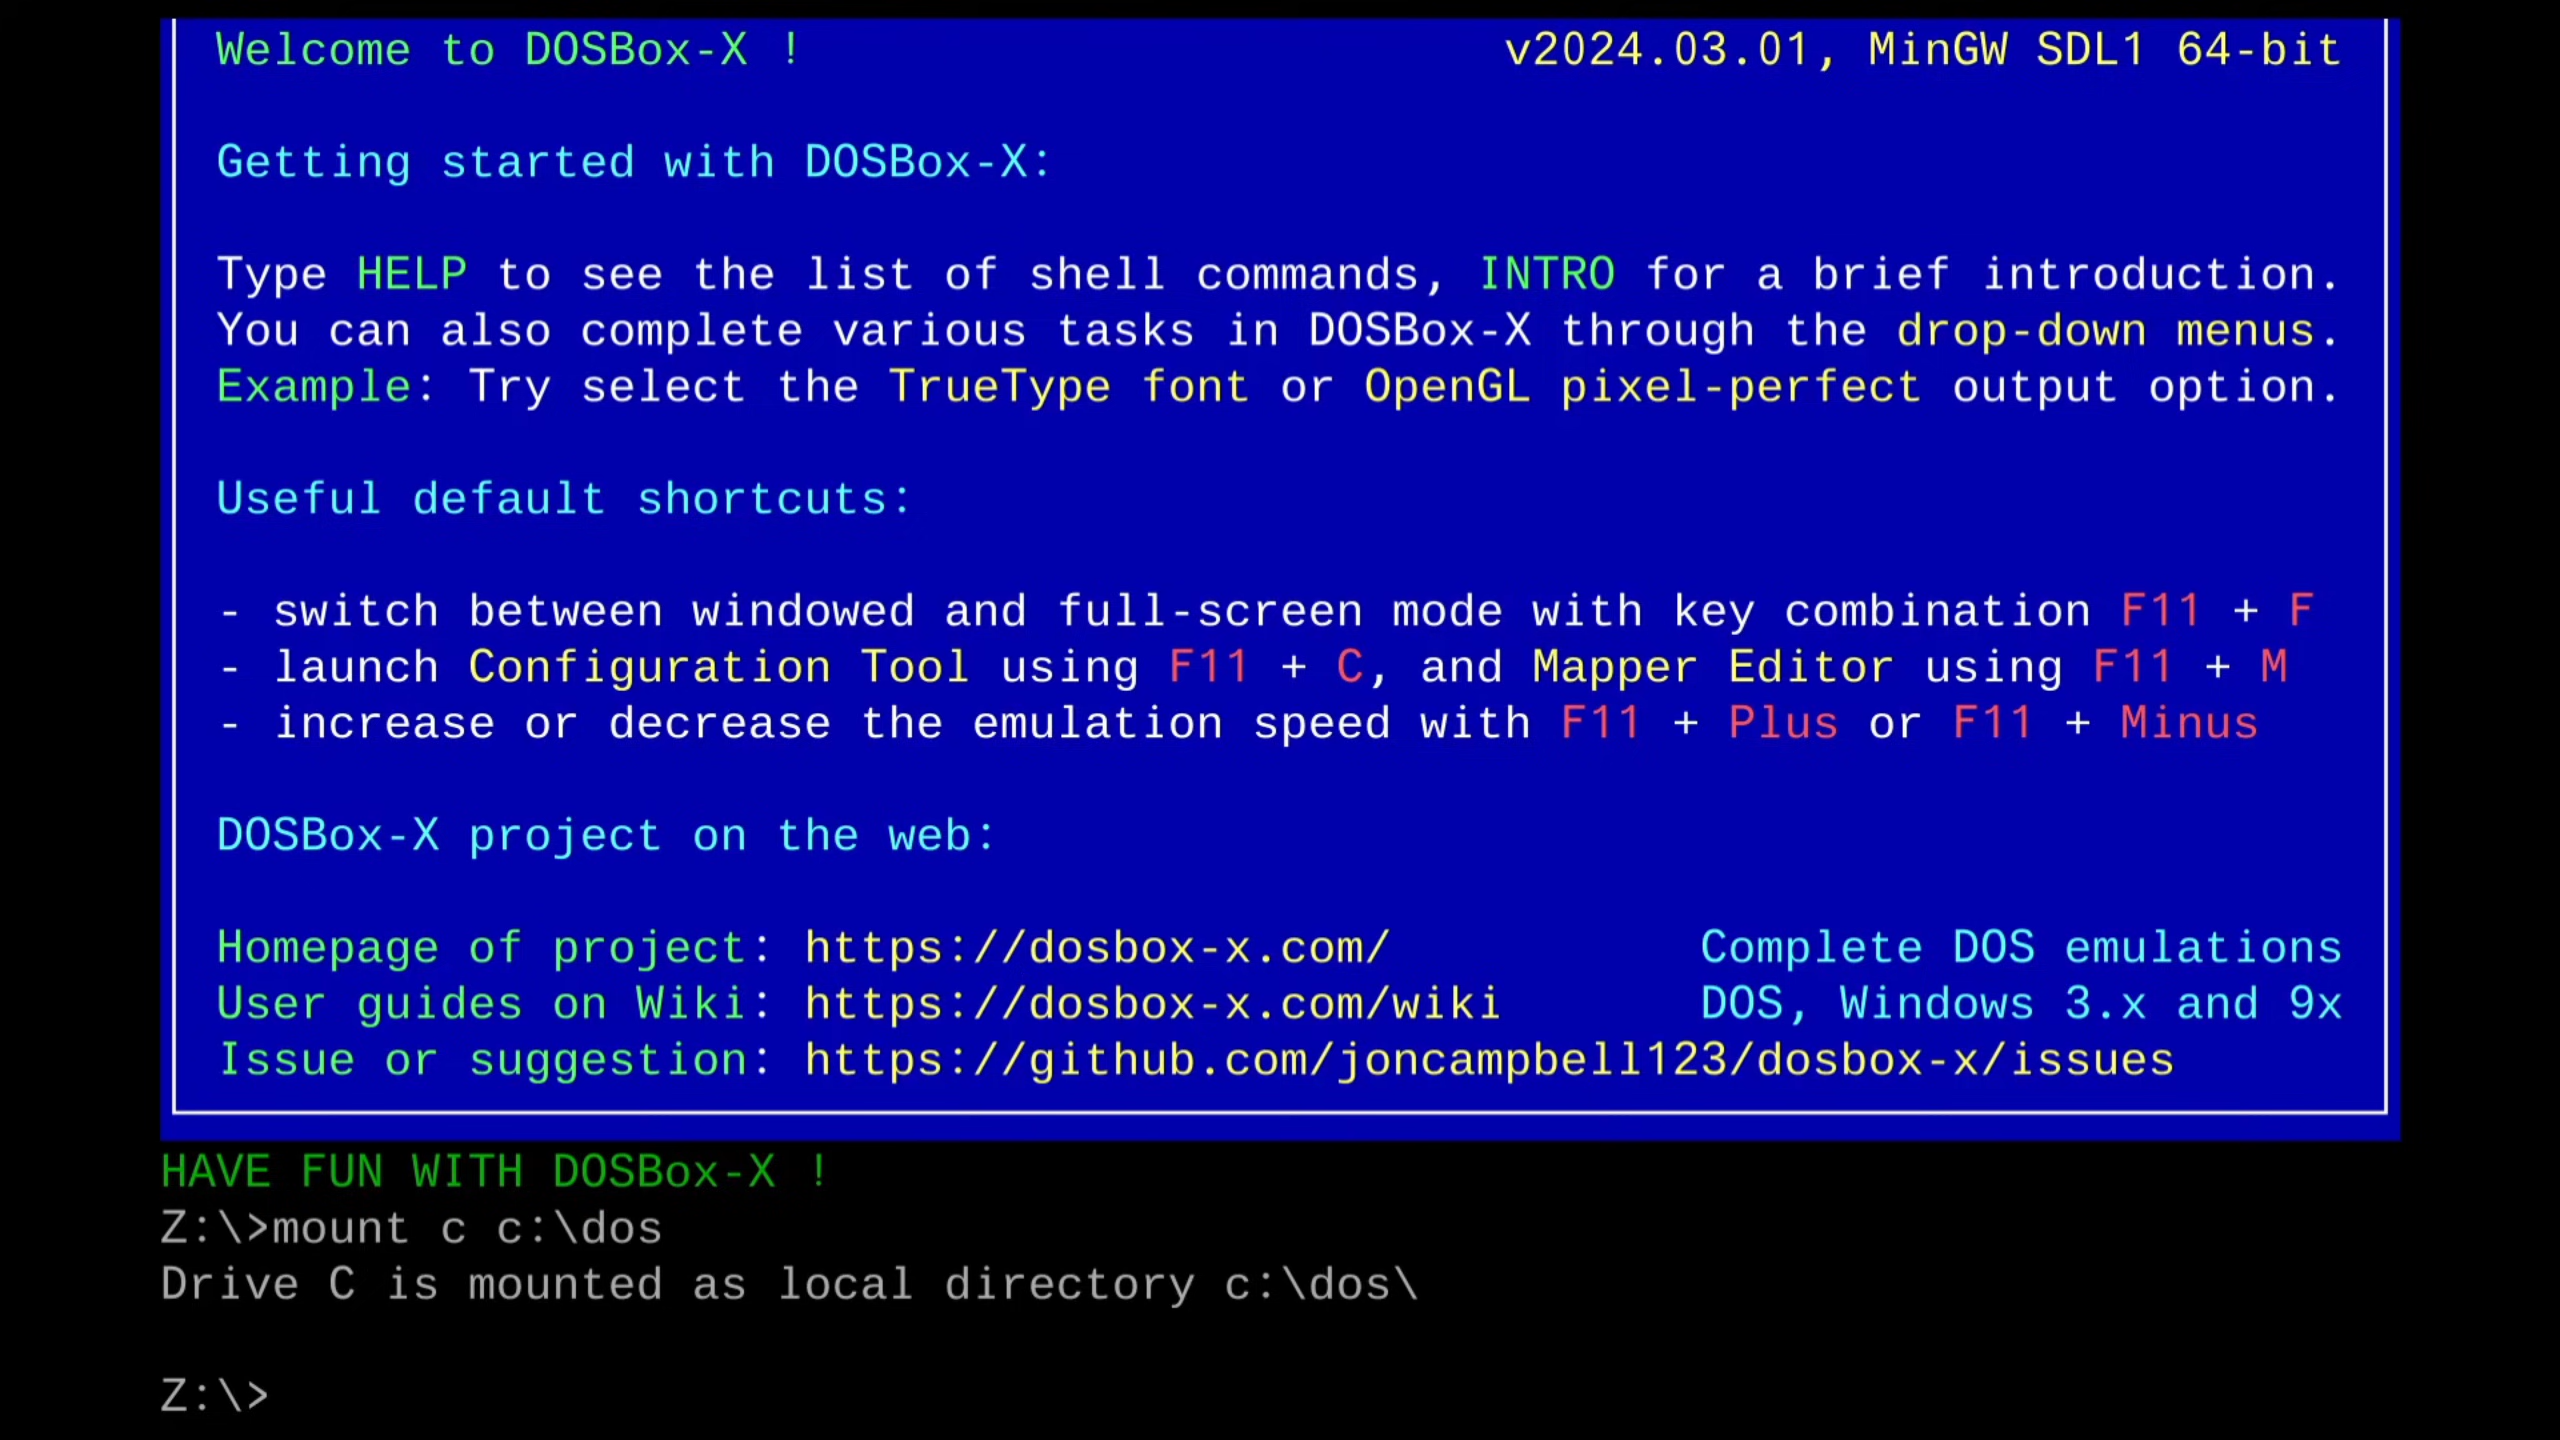 Welcome to DOSBox-X ! v2024.03.01, MinGW SDL1 64-bit
Getting started with DOSBox-X:
Type HELP to see the list of shell commands, INTRO for a brief introduction.
You can also complete various tasks in DOSBox-X through the drop-down menus.
Example: Try select the TrueType font or OpenGL pixel-perfect output option.
Useful default shortcuts:
- switch between windowed and full-screen mode with key combination F11 + F
- launch Configuration Tool using F11 + C, and Mapper Editor using F11 + M
- increase or decrease the emulation speed with F11 + Plus or F11 + Minus
DOSBox-X project on the web:
Homepage of project: https://dosbox-x.com/ Complete DOS emulations
User guides on Wiki: https://dosbox-x.com/wiki DOS, Windows 3.x and 9x
Issue or suggestion: https://github.com/joncampbell123/dosbox-x/issues
HAVE FUN WITH DOSBox-X !
Z:\>mount c c:\dos
Drive C is mounted as local directory c:\dos\
Z:\>